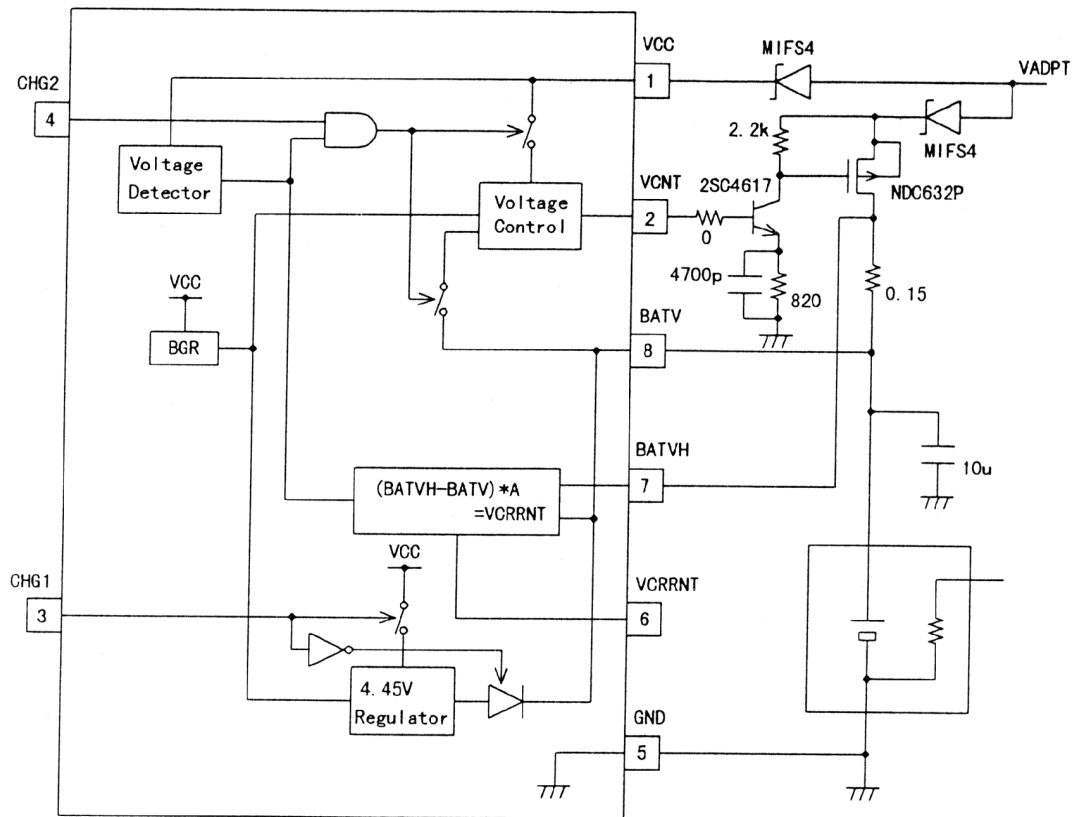 VCC
MIFS4
VADPT
1
CHG2
4
2.2k
MIFS4
Voltage
Detector
Voltage
Control
VCNT
2
2SC4617
NDC632P
0
4700p
820
0.15
VCC
BGR
BATV
8
BATVH
7
10u
(BATVH-BATV)*A
=VCRRNT
VCC
CHG1
3
VCRRNT
6
4.45V
Regulator
GND
5